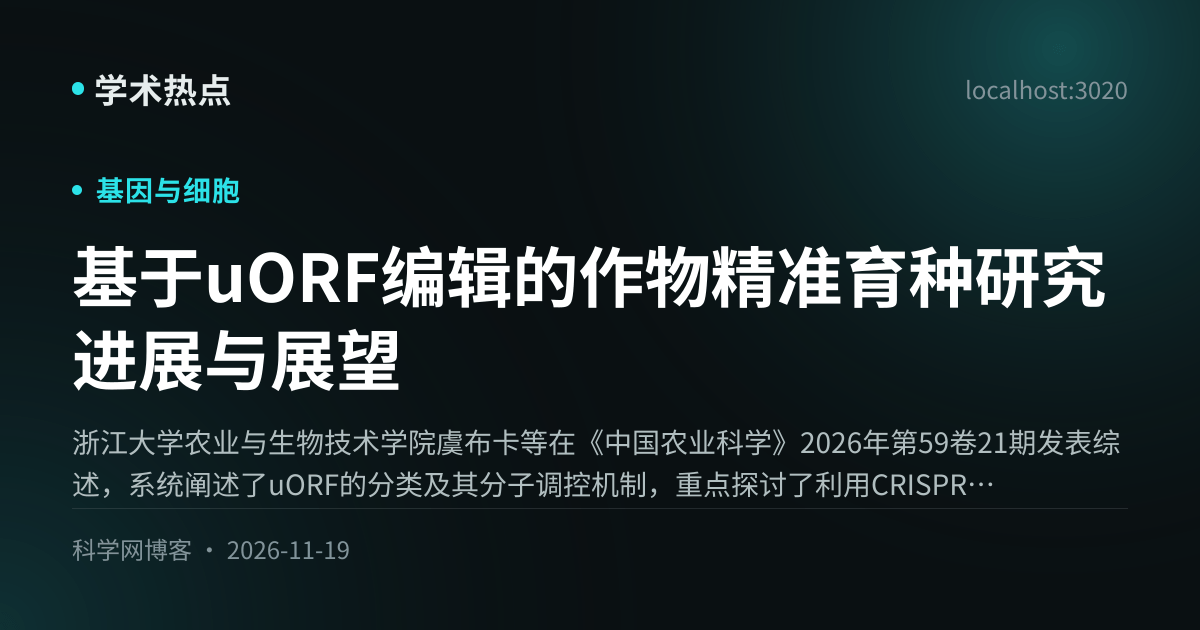 学术热点
localhost:3020
基因与细胞
基于uORF编辑的作物精准育种研究
进展与展望
浙江大学农业与生物技术学院虞布卡等在《中国农业科学》2026年第59卷21期发表综
述，系统阐述了uORF的分类及其分子调控机制，重点探讨了利用CRISPR…
科学网博客 · 2026-11-19